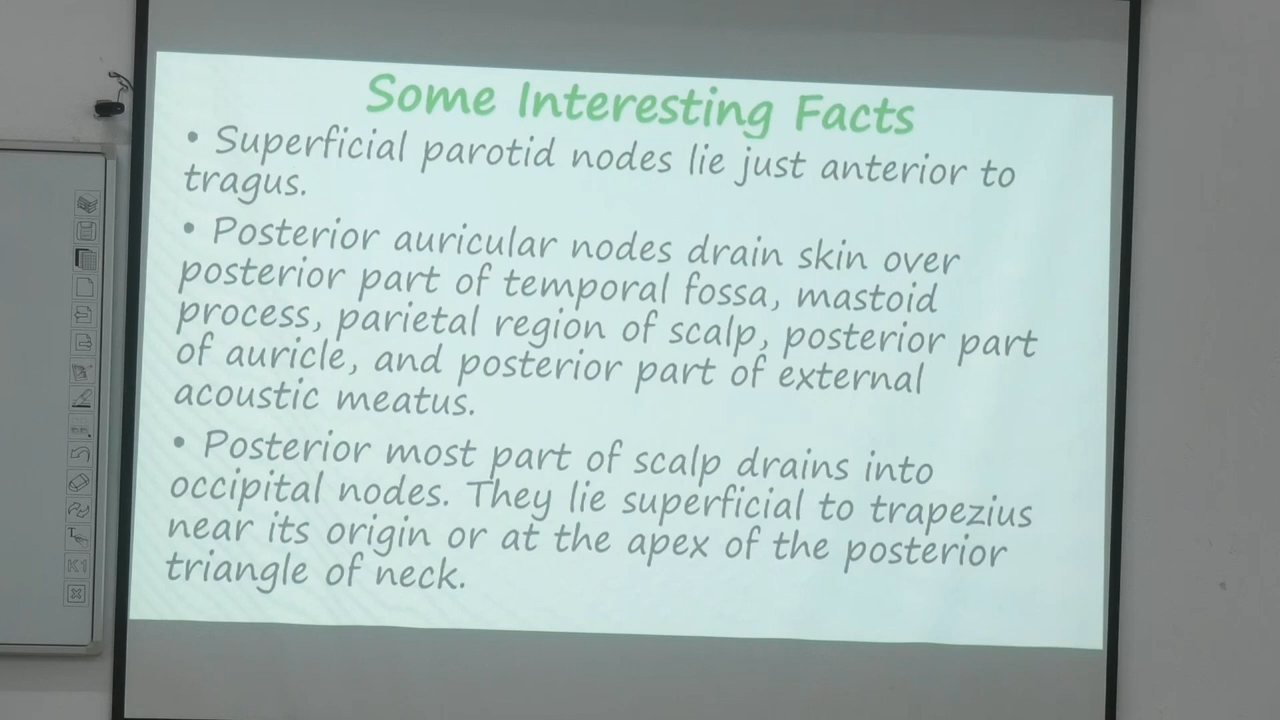 Some Interesting Facts
• Superficial parotid nodes lie just anterior to
tragus.
• Posterior auricular nodes drain skin over
posterior part of temporal fossa, mastoid
process, parietal region of scalp, posterior part
of auricle, and posterior part of external
acoustic meatus.
• Posterior most part of scalp drains into
occipital nodes. They lie superficial to trapezius
near its origin or at the apex of the posterior
triangle of neck.
K1